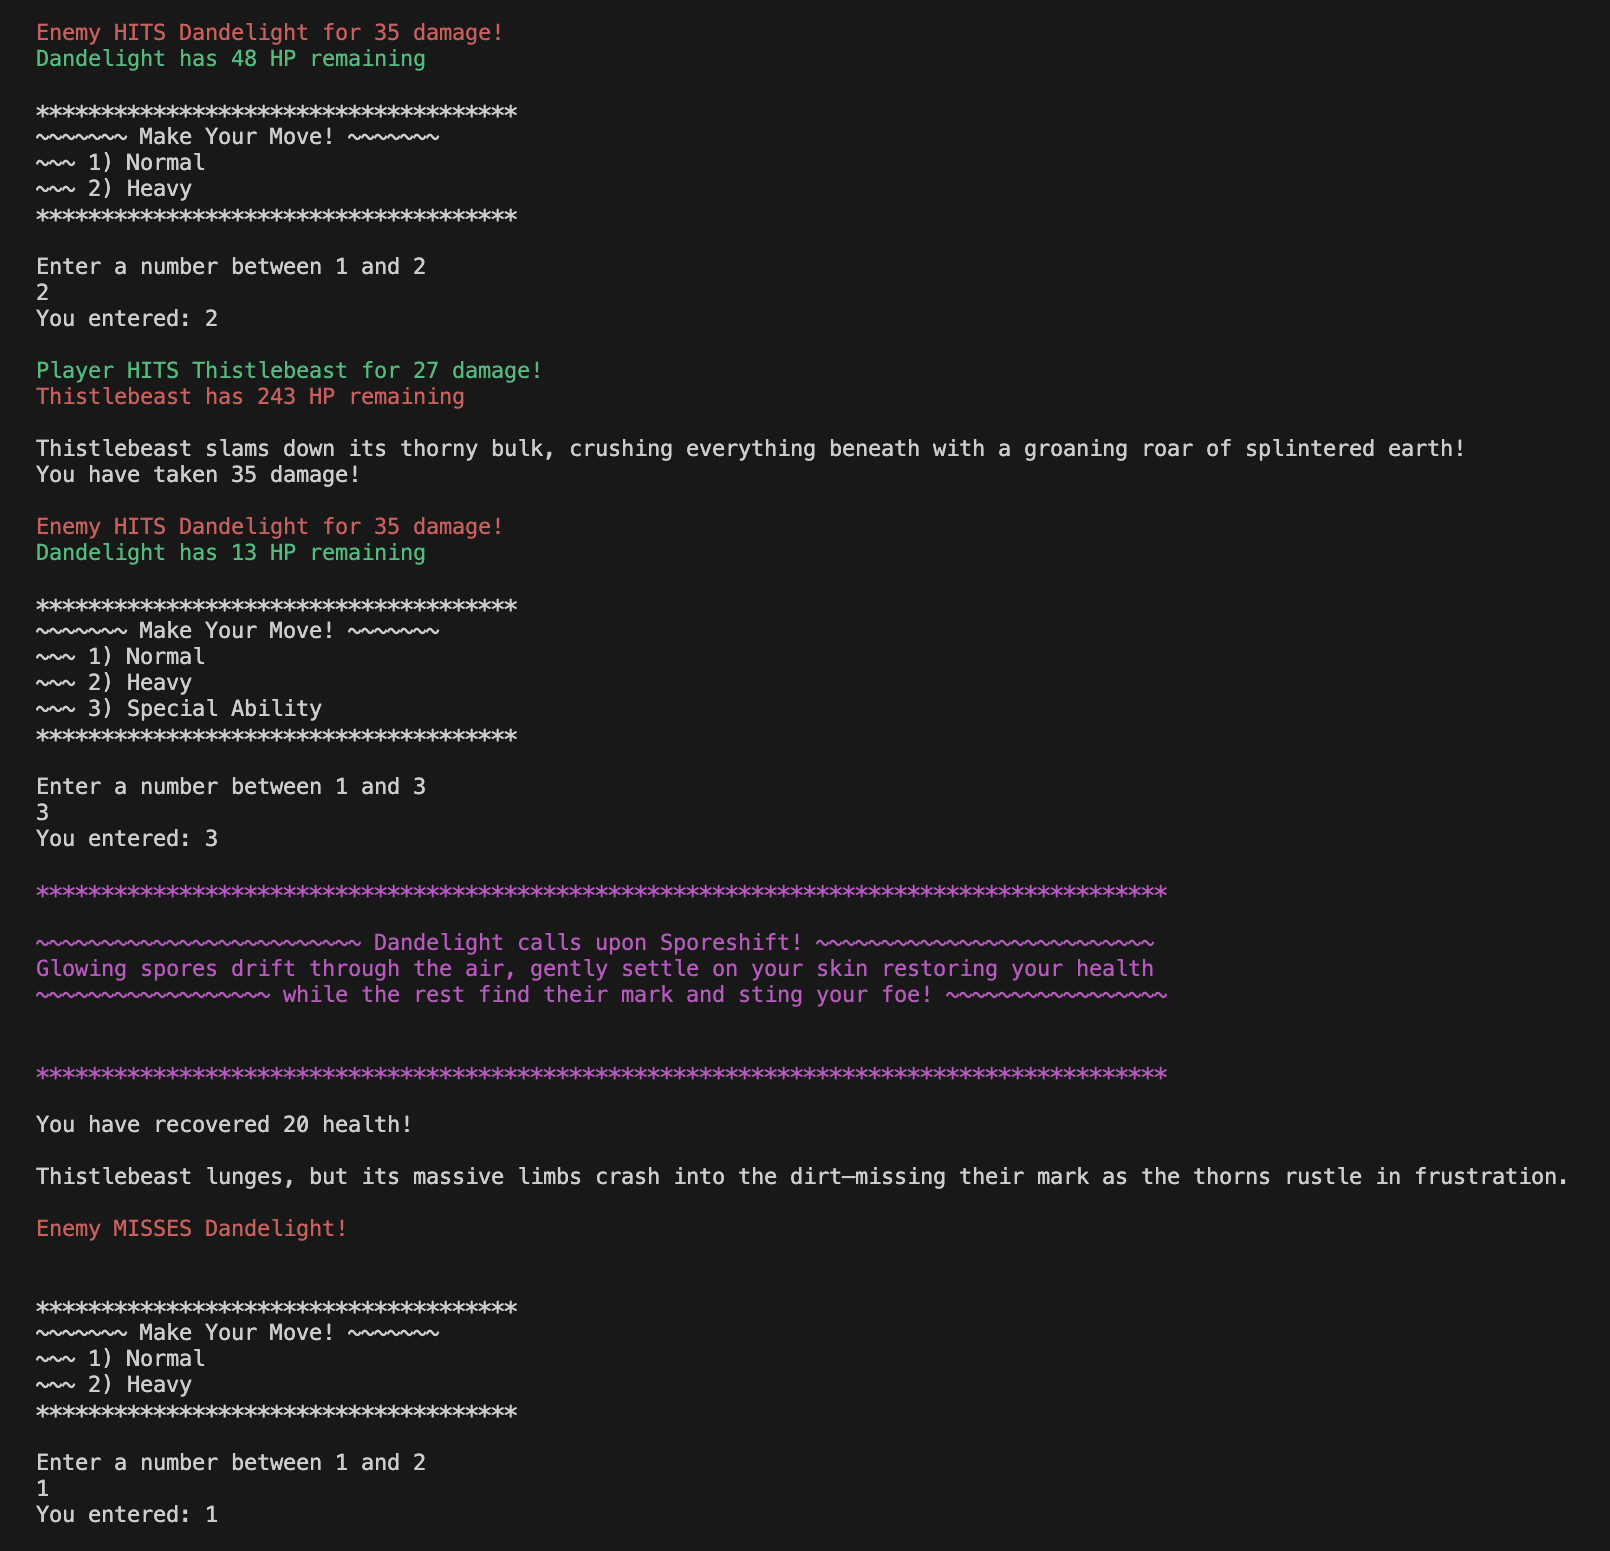 Enemy HITS Dandelight for 35 damage!
Dandelight has 48 HP remaining
*************************************
~~~~~~~ Make Your Move! ~~~~~~~
~~~ 1) Normal
~~~ 2) Heavy
*************************************
Enter a number between 1 and 2
2
You entered: 2
Player HITS Thistlebeast for 27 damage!
Thistlebeast has 243 HP remaining
Thistlebeast slams down its thorny bulk, crushing everything beneath with a groaning roar of splintered earth!
You have taken 35 damage!
Enemy HITS Dandelight for 35 damage!
Dandelight has 13 HP remaining
*************************************
~~~~~~~ Make Your Move! ~~~~~~~
~~~ 1) Normal
~~~ 2) Heavy
~~~ 3) Special Ability
*************************************
Enter a number between 1 and 3
3
You entered: 3
***************************************************************************************
~~~~~~~~~~~~~~~~~~~~~~~~~ Dandelight calls upon Sporeshift! ~~~~~~~~~~~~~~~~~~~~~~~~~~
Glowing spores drift through the air, gently settle on your skin restoring your health
~~~~~~~~~~~~~~~~~~ while the rest find their mark and sting your foe! ~~~~~~~~~~~~~~~~~
***************************************************************************************
You have recovered 20 health!
Thistlebeast lunges, but its massive limbs crash into the dirt—missing their mark as the thorns rustle in frustration.
Enemy MISSES Dandelight!
*************************************
~~~~~~~ Make Your Move! ~~~~~~~
~~~ 1) Normal
~~~ 2) Heavy
*************************************
Enter a number between 1 and 2
1
You entered: 1